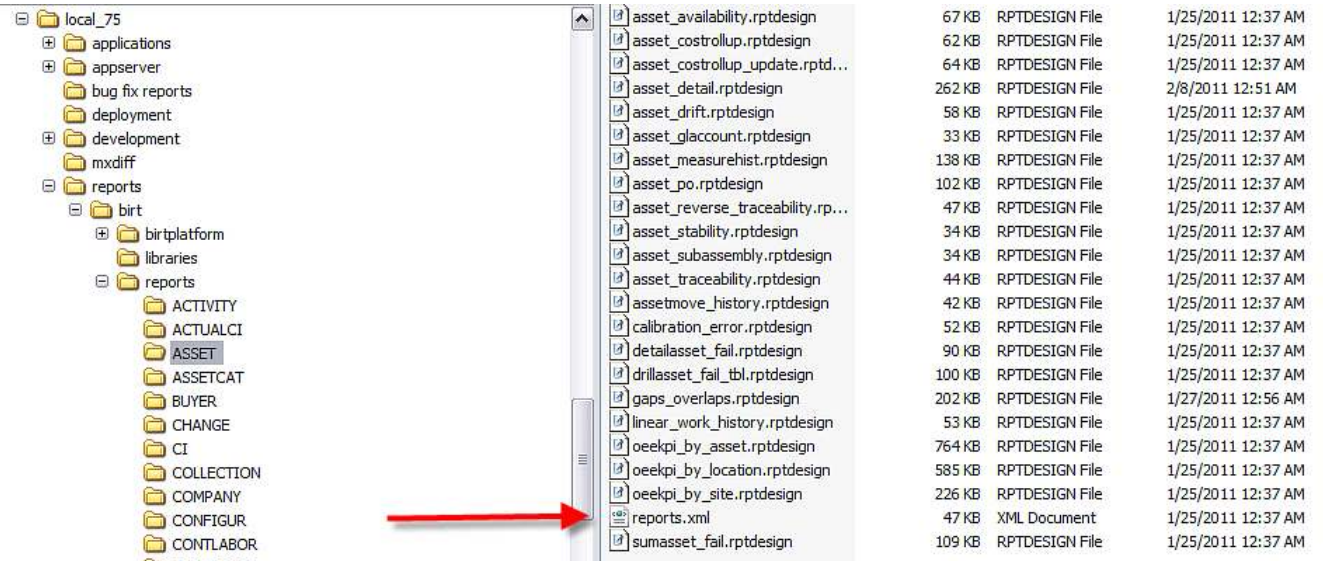 local_75
applications
appserver
bug fix reports
deployment
development
mxdiff
reports
birt
birtplatform
libraries
reports
ACTIVITY
ACTUALCI
ASSET
ASSETCAT
BUYER
CHANGE
CI
COLLECTION
COMPANY
CONFIGUR
CONTLABOR
asset_availability.rptdesign 67 KB RPTDESIGN File 1/25/2011 12:37 AM
asset_costrollup.rptdesign 62 KB RPTDESIGN File 1/25/2011 12:37 AM
asset_costrollup_update.rptd... 64 KB RPTDESIGN File 1/25/2011 12:37 AM
asset_detail.rptdesign 262 KB RPTDESIGN File 2/8/2011 12:51 AM
asset_drift.rptdesign 58 KB RPTDESIGN File 1/25/2011 12:37 AM
asset_glaccount.rptdesign 33 KB RPTDESIGN File 1/25/2011 12:37 AM
asset_measurehist.rptdesign 138 KB RPTDESIGN File 1/25/2011 12:37 AM
asset_po.rptdesign 102 KB RPTDESIGN File 1/25/2011 12:37 AM
asset_reverse_traceability.rp... 47 KB RPTDESIGN File 1/25/2011 12:37 AM
asset_stability.rptdesign 34 KB RPTDESIGN File 1/25/2011 12:37 AM
asset_subassembly.rptdesign 34 KB RPTDESIGN File 1/25/2011 12:37 AM
asset_traceability.rptdesign 44 KB RPTDESIGN File 1/25/2011 12:37 AM
assetmove_history.rptdesign 42 KB RPTDESIGN File 1/25/2011 12:37 AM
calibration_error.rptdesign 52 KB RPTDESIGN File 1/25/2011 12:37 AM
detailasset_fail.rptdesign 90 KB RPTDESIGN File 1/25/2011 12:37 AM
drillasset_fail_tbl.rptdesign 100 KB RPTDESIGN File 1/25/2011 12:37 AM
gaps_overlaps.rptdesign 202 KB RPTDESIGN File 1/27/2011 12:56 AM
linear_work_history.rptdesign 53 KB RPTDESIGN File 1/25/2011 12:37 AM
oeekpi_by_asset.rptdesign 764 KB RPTDESIGN File 1/25/2011 12:37 AM
oeekpi_by_location.rptdesign 585 KB RPTDESIGN File 1/25/2011 12:37 AM
oeekpi_by_site.rptdesign 226 KB RPTDESIGN File 1/25/2011 12:37 AM
reports.xml 47 KB XML Document 1/25/2011 12:37 AM
sumasset_fail.rptdesign 109 KB RPTDESIGN File 1/25/2011 12:37 AM